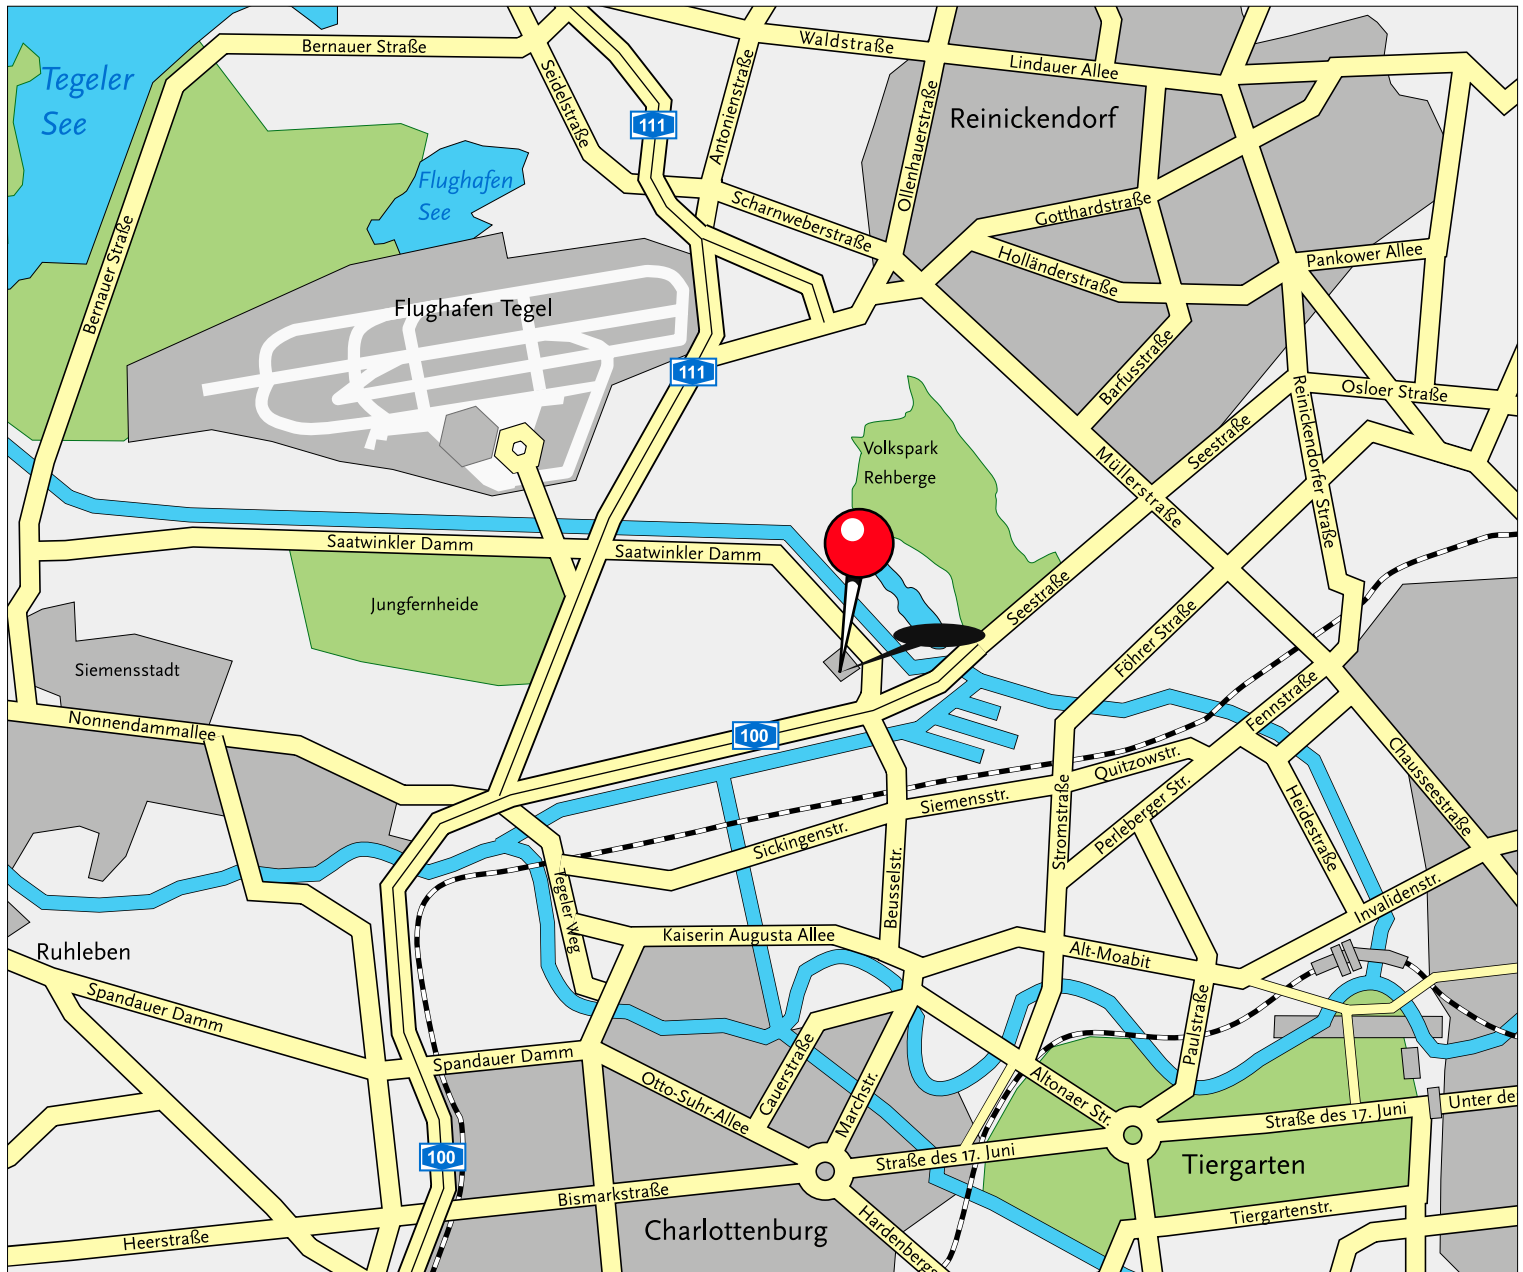 Bernauer Straße
Waldstraße
Lindauer Allee
Tegeler
See
Seidelstraße
111
Antonienstraße
Ollenhauerstraße
Reinickendorf
Flughafen
See
Scharnweberstraße
Gotthardstraße
Holländerstraße
Pankower Allee
Bernauer Straße
Flughafen Tegel
111
Barfusstraße
Osloer Straße
Reinickendorfer Straße
Seestraße
Müllerstraße
Volkspark
Rehberge
Saatwinkler Damm
Saatwinkler Damm
Jungfernheide
Seestraße
Föhrer Straße
Siemensstadt
Nonnendammallee
100
Fennstraße
Chausseestraße
Quitzowstr.
Siemensstr.
Stromstraße
Perleberger Str.
Heidestraße
Sickingenstr.
Beusselstr.
Tegeler Weg
Invalidenstr.
Kaiserin Augusta Allee
Alt-Moabit
Ruhleben
Spandauer Damm
Paulstraße
Spandauer Damm
Otto-Suhr-Allee
Cauerstraße
Marchstr.
Altonaer Str.
Straße des 17. Juni
Unter de
100
Straße des 17. Juni
Tiergarten
Bismarkstraße
Tiergartenstr.
Charlottenburg
Hardenbergs
Heerstraße